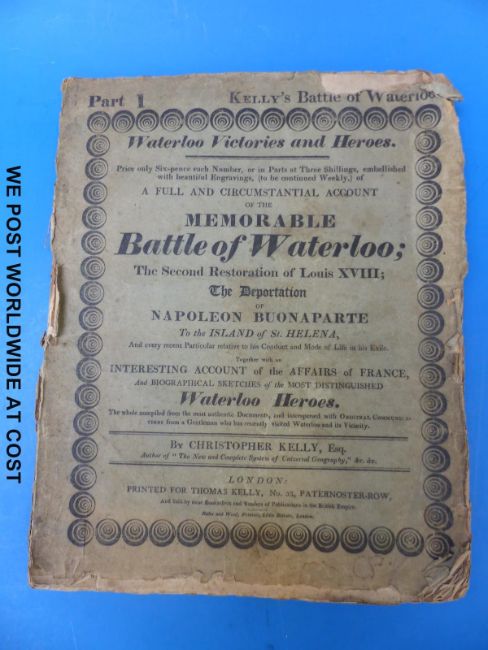 Part 1 KELLY'S Battle of Waterloo
Waterloo Victories and Heroes.
Price only Six-pence each Number, or in Parts at Three Shillings, embellished
with beautiful Engravings, (to be continued Weekly,) of
A FULL AND CIRCUMSTANTIAL ACCOUNT
OF THE
MEMORABLE
Battle of Waterloo;
The Second Restoration of Louis XVIII;
The Deportation
OF
NAPOLEON BUONAPARTE
To the ISLAND of St. HELENA,
And every recent Particular relative to his Conduct and Mode of Life in his Exile.
Together with an
INTERESTING ACCOUNT of the AFFAIRS of FRANCE,
And BIOGRAPHICAL SKETCHES of the MOST DISTINGUISHED
Waterloo Heroes.
The whole compiled from the most authentic Documents, and interspersed with ORIGINAL COMMUNICA
tions from a Gentleman who has recently visited Waterloo and its Vicinity.
BY CHRISTOPHER KELLY, Esq.
Author of "The New and Complete System of Universal Geography," &c. &c.
LONDON:
PRINTED FOR THOMAS KELLY, No. 53, PATERNOSTER-ROW,
And Sold by most Booksellers and Venders of Publications in the British Empire.
London.
WE POST WORLDWIDE AT COST